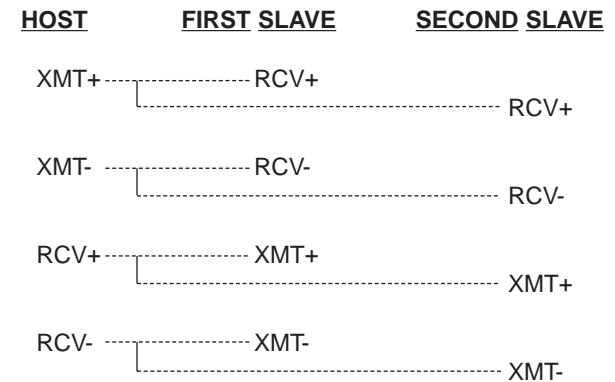 HOST FIRST SLAVE SECOND SLAVE
XMT+ RCV+
RCV+
XMT- RCV-
RCV-
RCV+ XMT+
XMT+
RCV- XMT-
XMT-